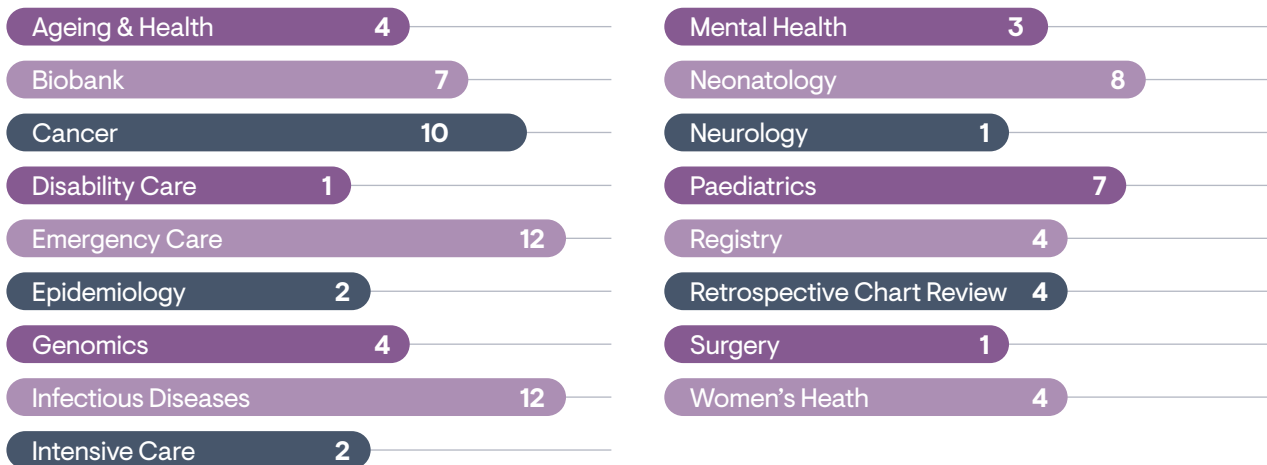 Ageing & Health 4
Biobank 7
Cancer 10
Disability Care 1
Emergency Care 12
Epidemiology 2
Genomics 4
Infectious Diseases 12
Intensive Care 2
Mental Health 3
Neonatology 8
Neurology 1
Paediatrics 7
Registry 4
Retrospective Chart Review 4
Surgery 1
Women’s Heath 4